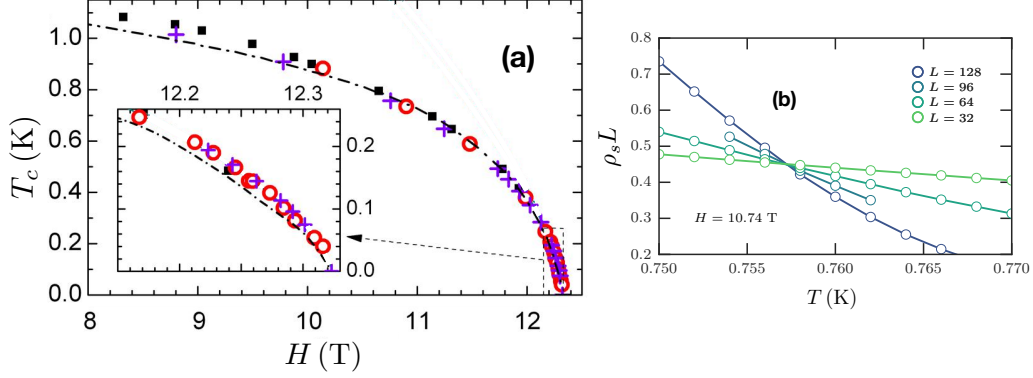 1.0
0.8
0.6
0.4
0.2
0.0
T_c (K)
(a)
12.2 12.3
0.2
0.1
0.0
8 9 10 11 12
H (T)
0.8
0.7
0.6
0.5
0.4
0.3
0.2
ρ_sL
(b)
L = 128
L = 96
L = 64
L = 32
H = 10.74 T
0.750 0.755 0.760 0.765 0.770
T (K)